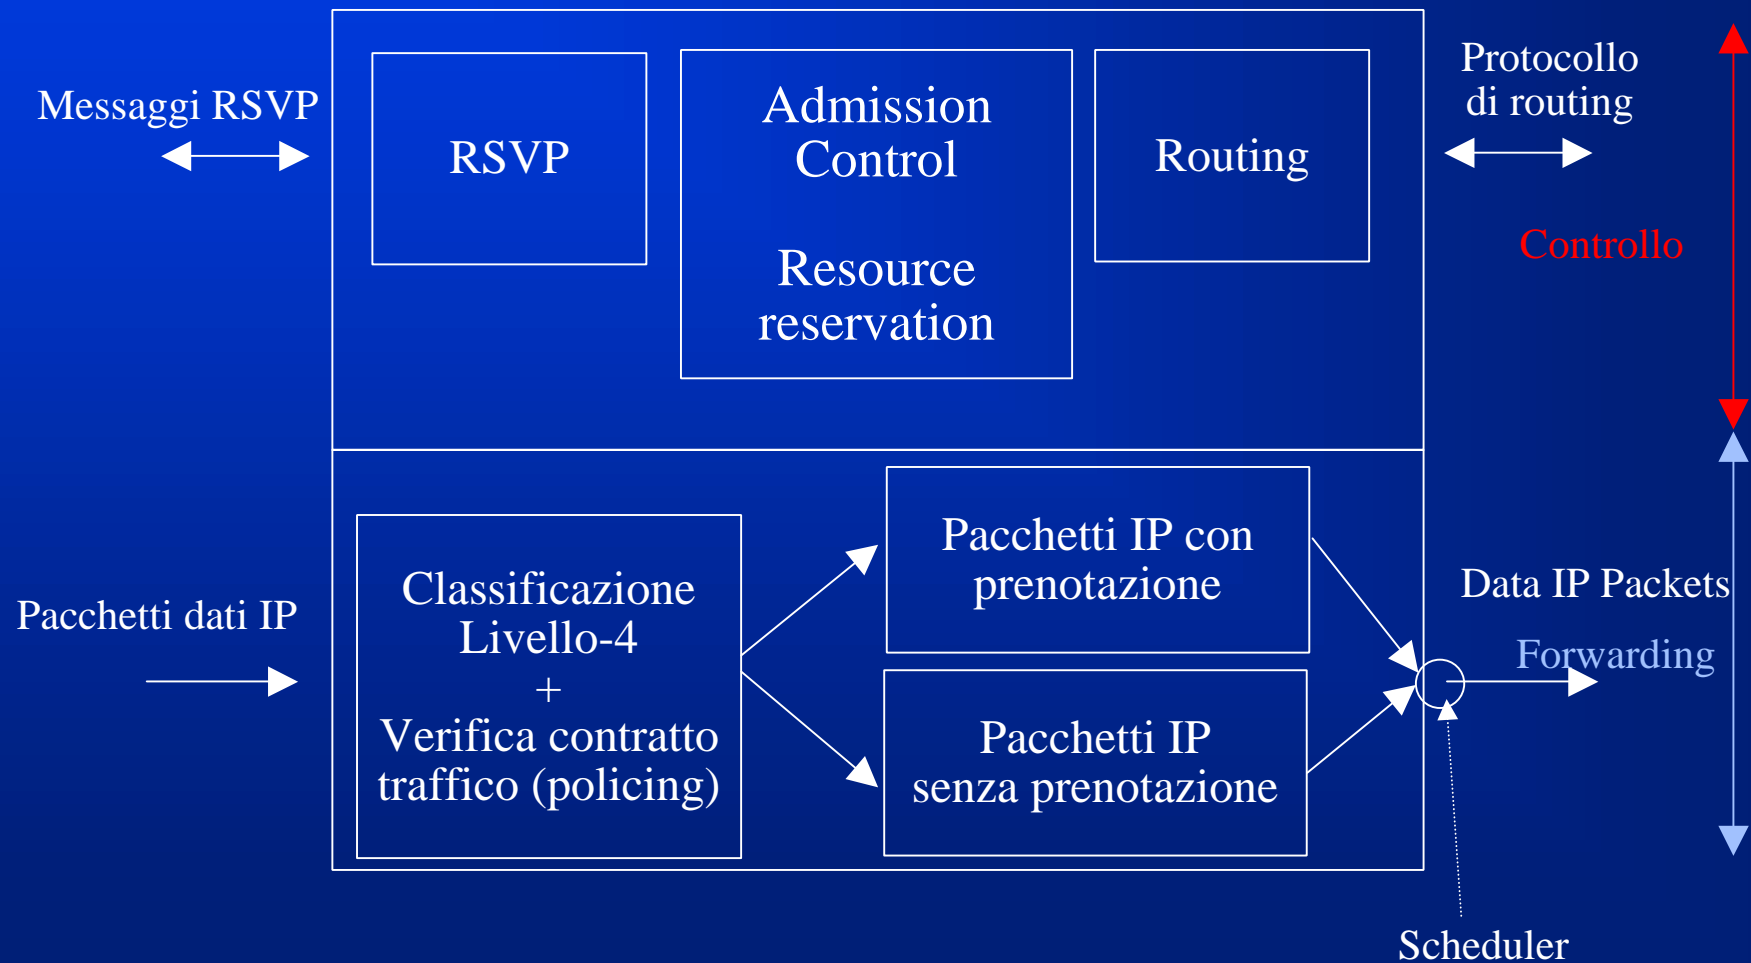 Messaggi RSVP
RSVP
Admission
Control
Resource
reservation
Routing
Protocollo
di routing
Controllo
Pacchetti dati IP
Classificazione
Livello-4
+
Verifica contratto
traffico (policing)
Pacchetti IP con
prenotazione
Pacchetti IP
senza prenotazione
Data IP Packets
Forwarding
Scheduler